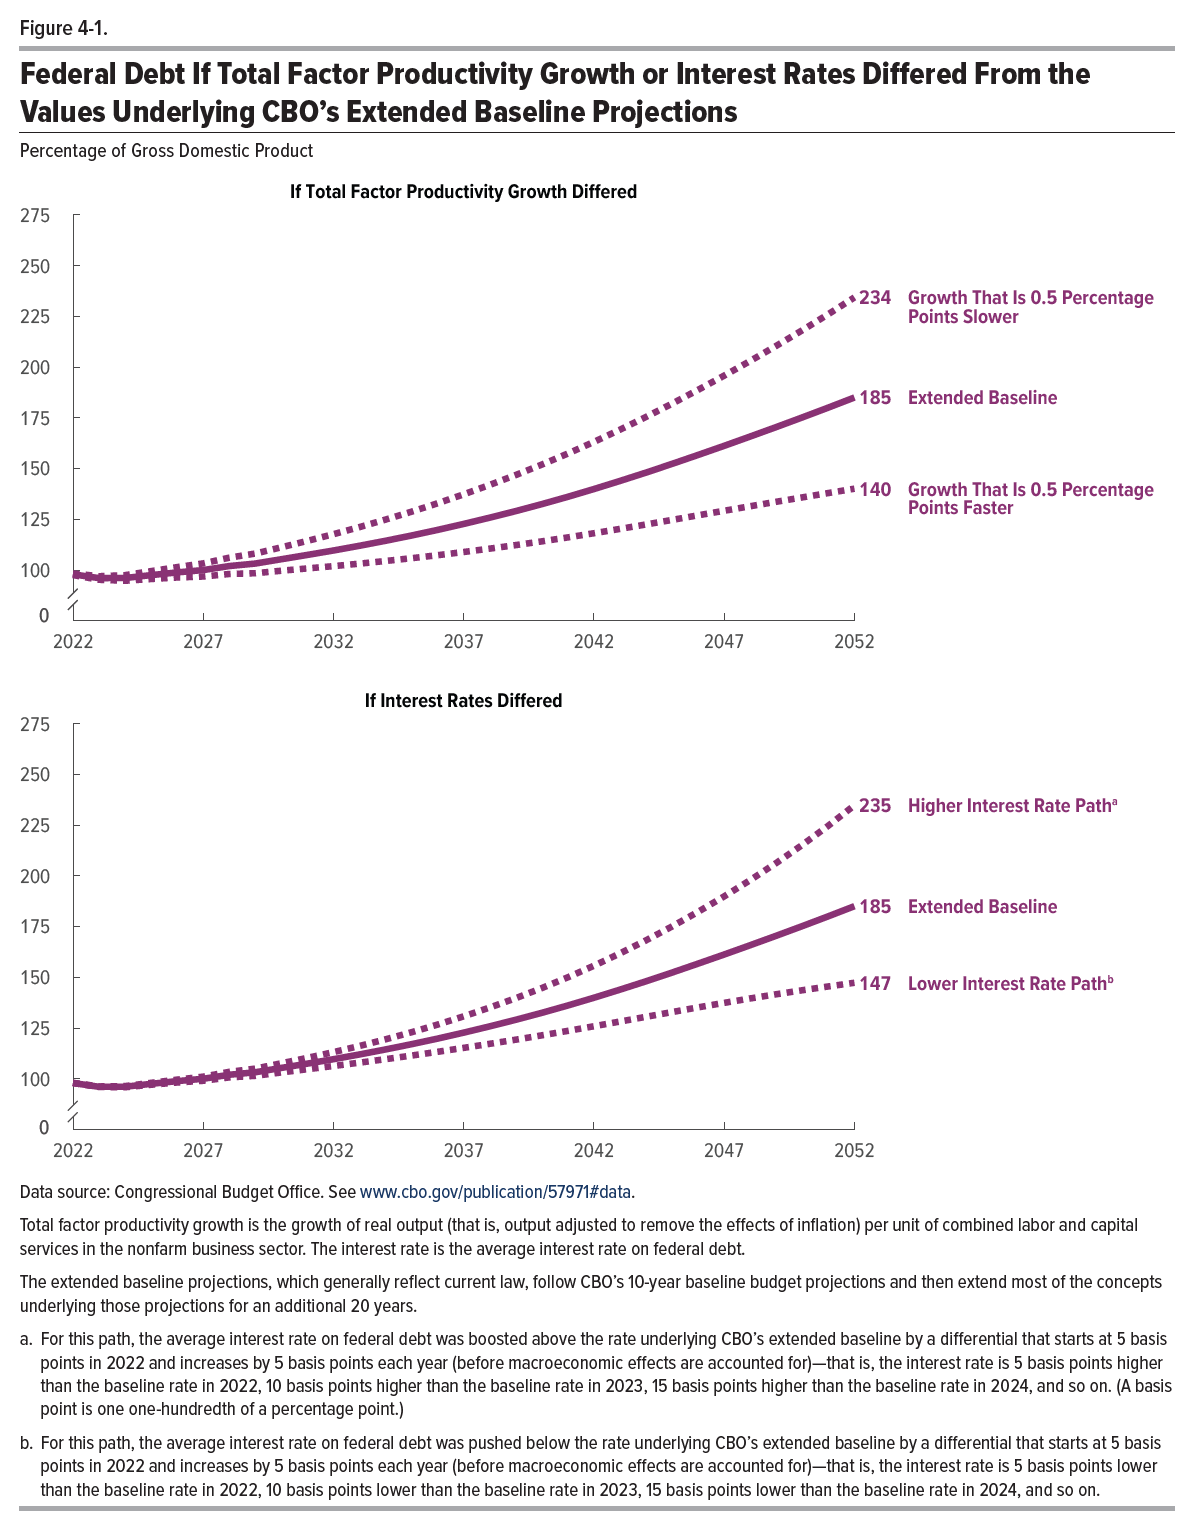 Figure 4-1.
Federal Debt If Total Factor Productivity Growth or Interest Rates Differed From the
Values Underlying CBO’s Extended Baseline Projections
Percentage of Gross Domestic Product
If Total Factor Productivity Growth Differed
275
250
225
200
175
150
125
100
0
234 Growth That Is 0.5 Percentage
Points Slower
185 Extended Baseline
140 Growth That Is 0.5 Percentage
Points Faster
2022 2027 2032 2037 2042 2047 2052
If Interest Rates Differed
275
250
225
200
175
150
125
100
0
235 Higher Interest Rate Pathᵃ
185 Extended Baseline
147 Lower Interest Rate Pathᵇ
2022 2027 2032 2037 2042 2047 2052
Data source: Congressional Budget Office. See www.cbo.gov/publication/57971#data.
Total factor productivity growth is the growth of real output (that is, output adjusted to remove the effects of inflation) per unit of combined labor and capital
services in the nonfarm business sector. The interest rate is the average interest rate on federal debt.
The extended baseline projections, which generally reflect current law, follow CBO’s 10-year baseline budget projections and then extend most of the concepts
underlying those projections for an additional 20 years.
a. For this path, the average interest rate on federal debt was boosted above the rate underlying CBO’s extended baseline by a differential that starts at 5 basis
points in 2022 and increases by 5 basis points each year (before macroeconomic effects are accounted for)—that is, the interest rate is 5 basis points higher
than the baseline rate in 2022, 10 basis points higher than the baseline rate in 2023, 15 basis points higher than the baseline rate in 2024, and so on. (A basis
point is one one-hundredth of a percentage point.)
b. For this path, the average interest rate on federal debt was pushed below the rate underlying CBO’s extended baseline by a differential that starts at 5 basis
points in 2022 and increases by 5 basis points each year (before macroeconomic effects are accounted for)—that is, the interest rate is 5 basis points lower
than the baseline rate in 2022, 10 basis points lower than the baseline rate in 2023, 15 basis points lower than the baseline rate in 2024, and so on.